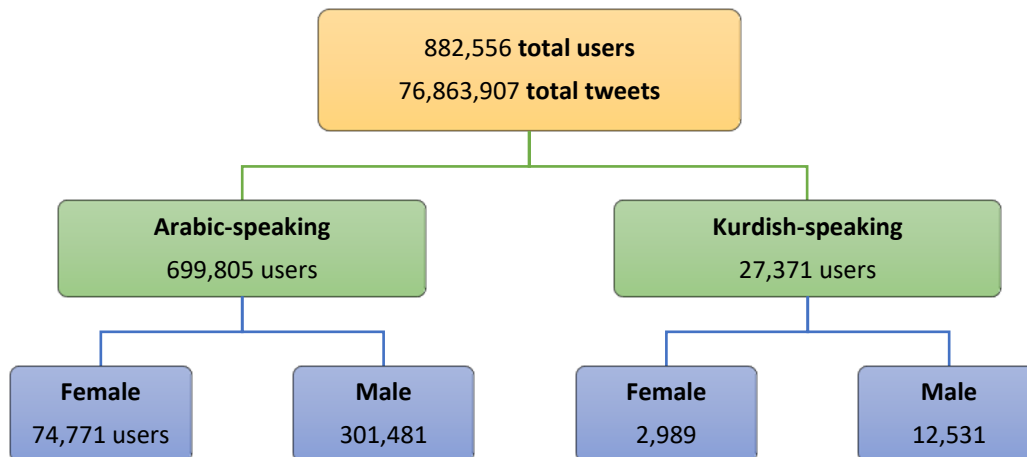 882,556 total users
76,863,907 total tweets
Arabic-speaking
699,805 users
Kurdish-speaking
27,371 users
Female
74,771 users
Male
301,481
Female
2,989
Male
12,531